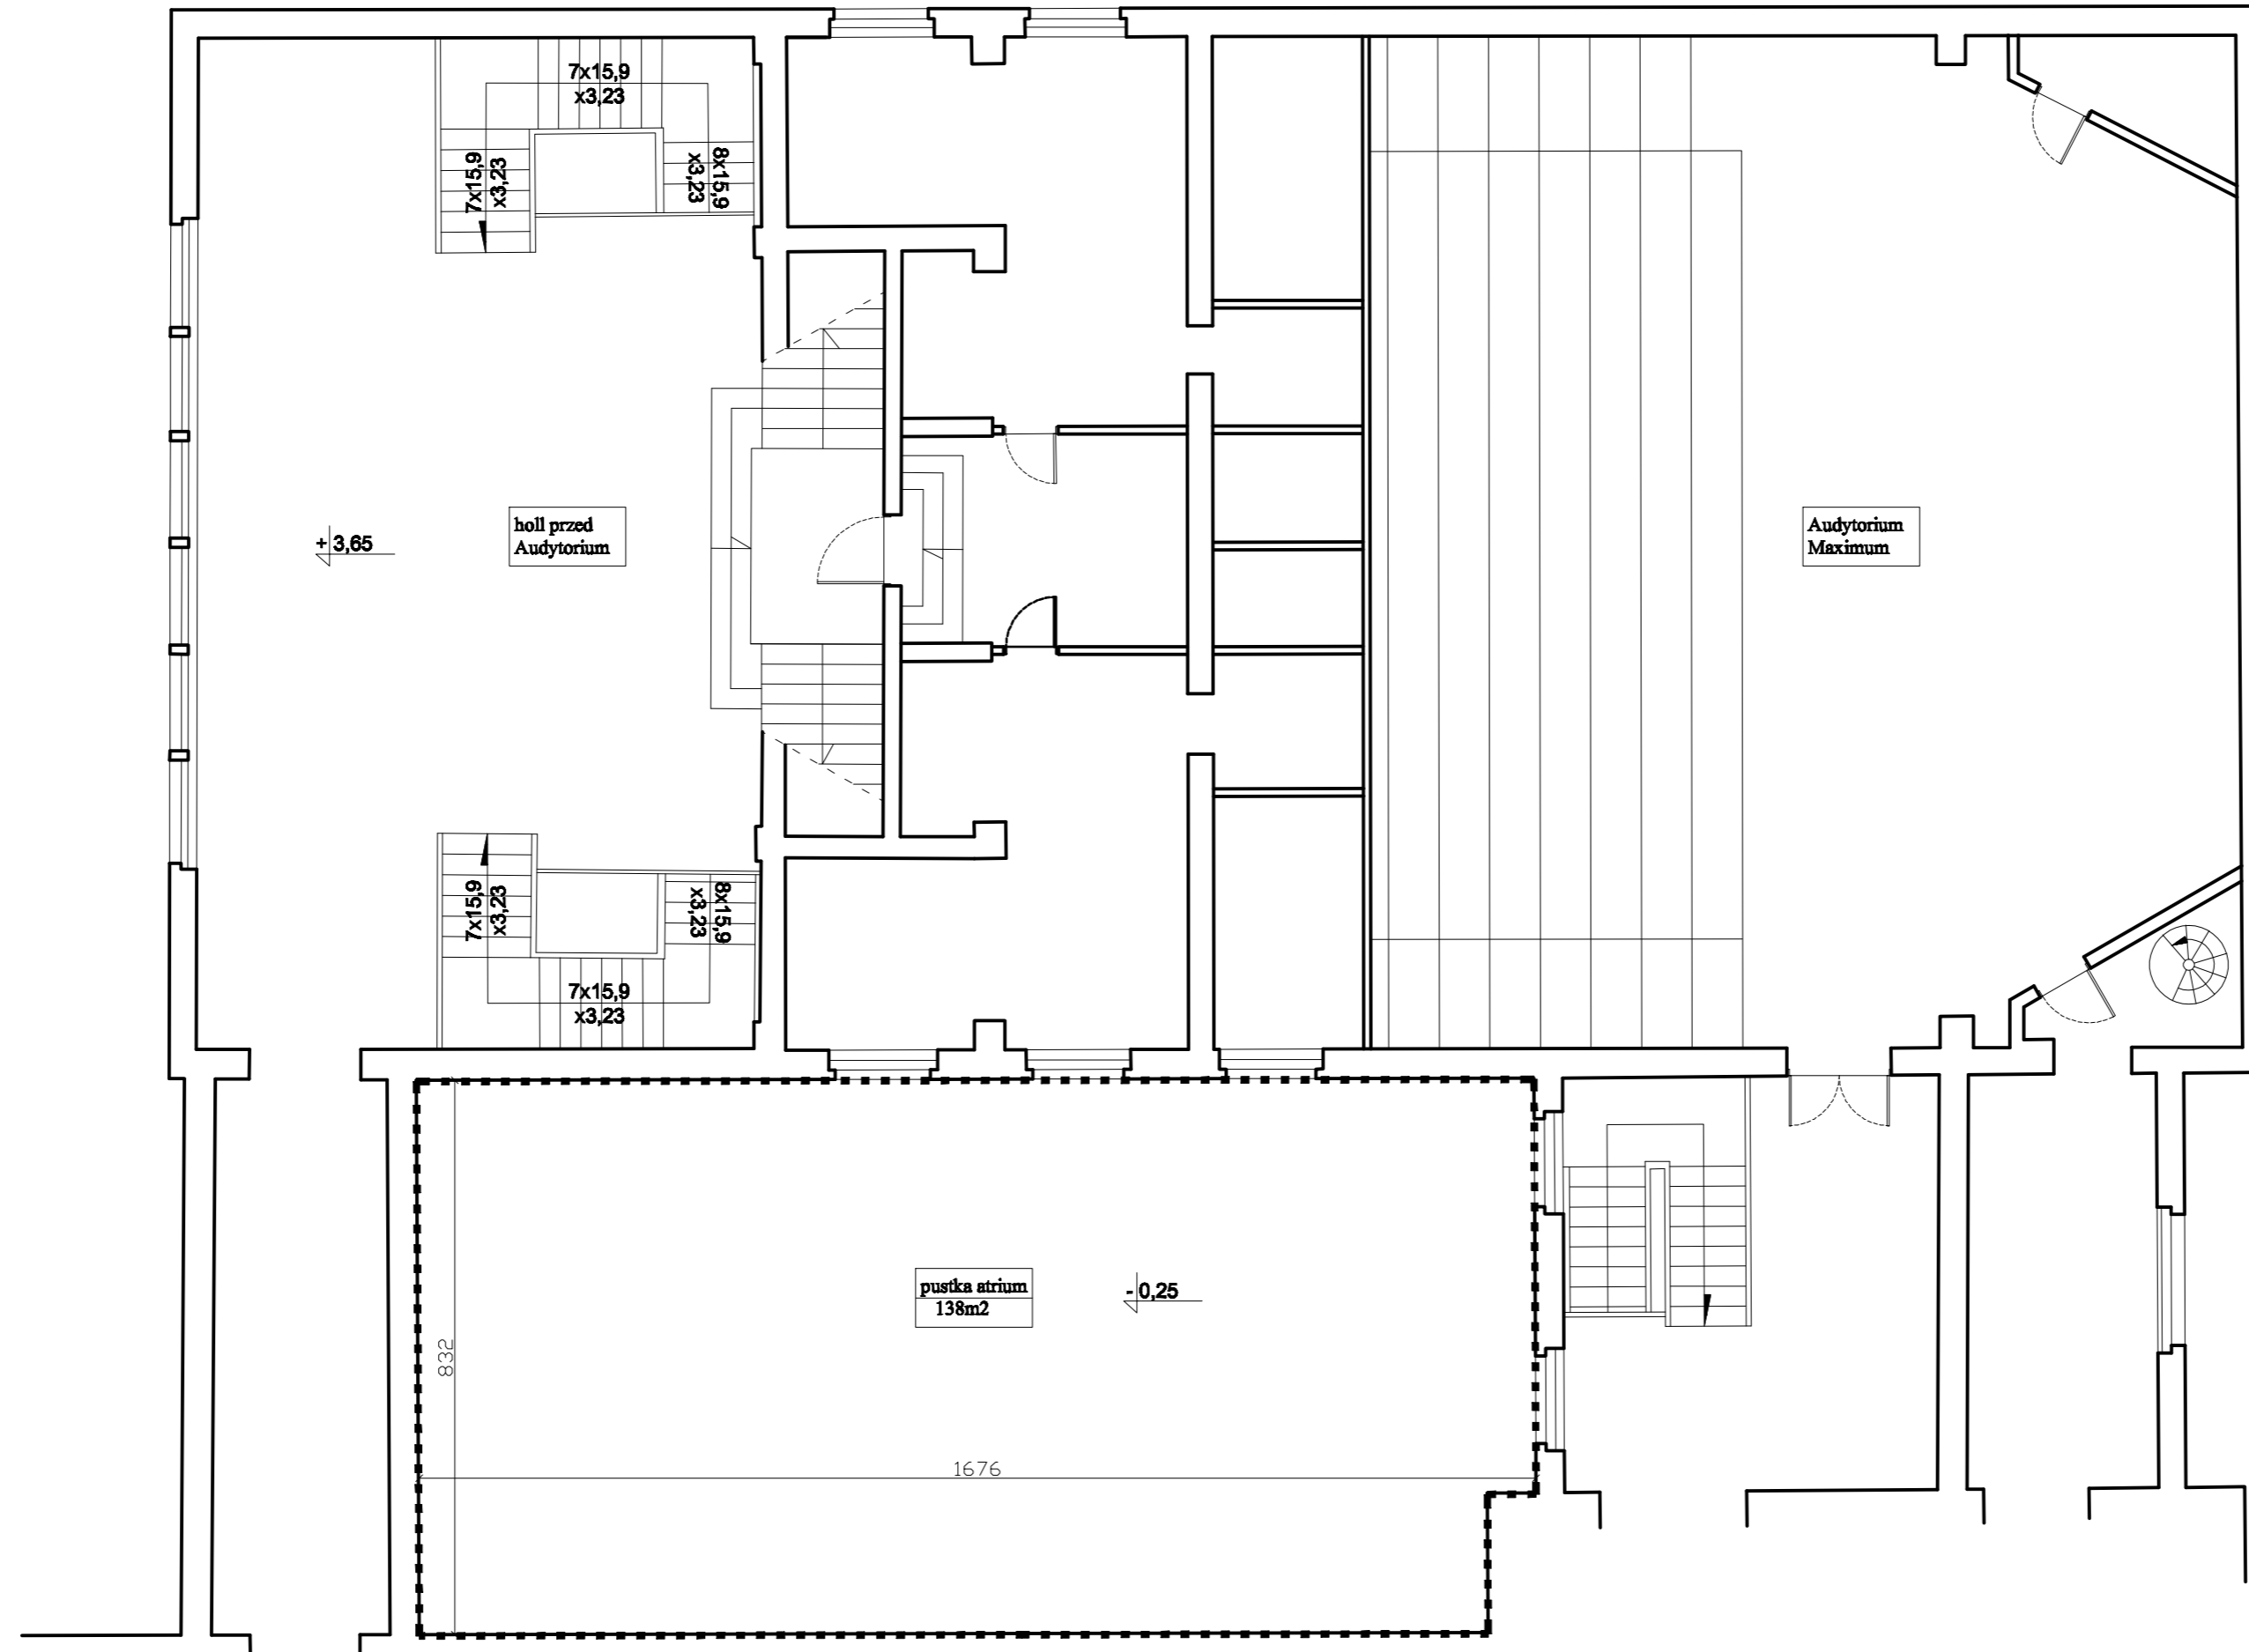 7x15,9
x3,23
7x15,9
x3,23
8x15,9
x3,23
+ 3,65
holl przed
Audytorium
Audytorium
Maximum
7x15,9
x3,23
8x15,9
x3,23
7x15,9
x3,23
pustka atrium
138m2
- 0,25
832
1676